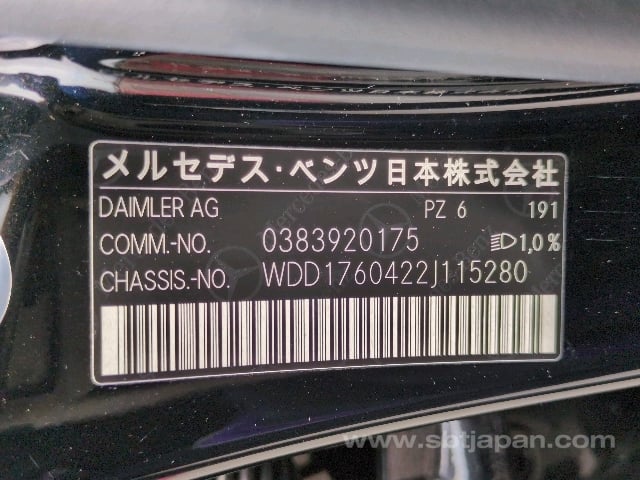 メルセデス・ベンツ日本株式会社
DAIMLER AG PZ 6 191
COMM.-NO. 0383920175 1,0%
CHASSIS.-NO. WDD1760422J115280
www.sbtjapan.com